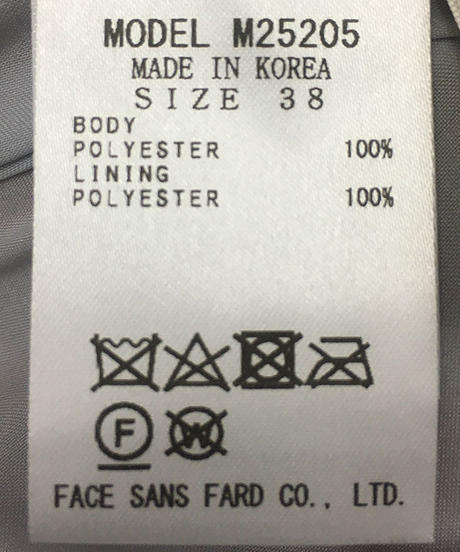 MODEL M25205
MADE IN KOREA
SIZE 38
BODY
POLYESTER 100%
LINING
POLYESTER 100%
F W
FACE SANS FARD CO., LTD.